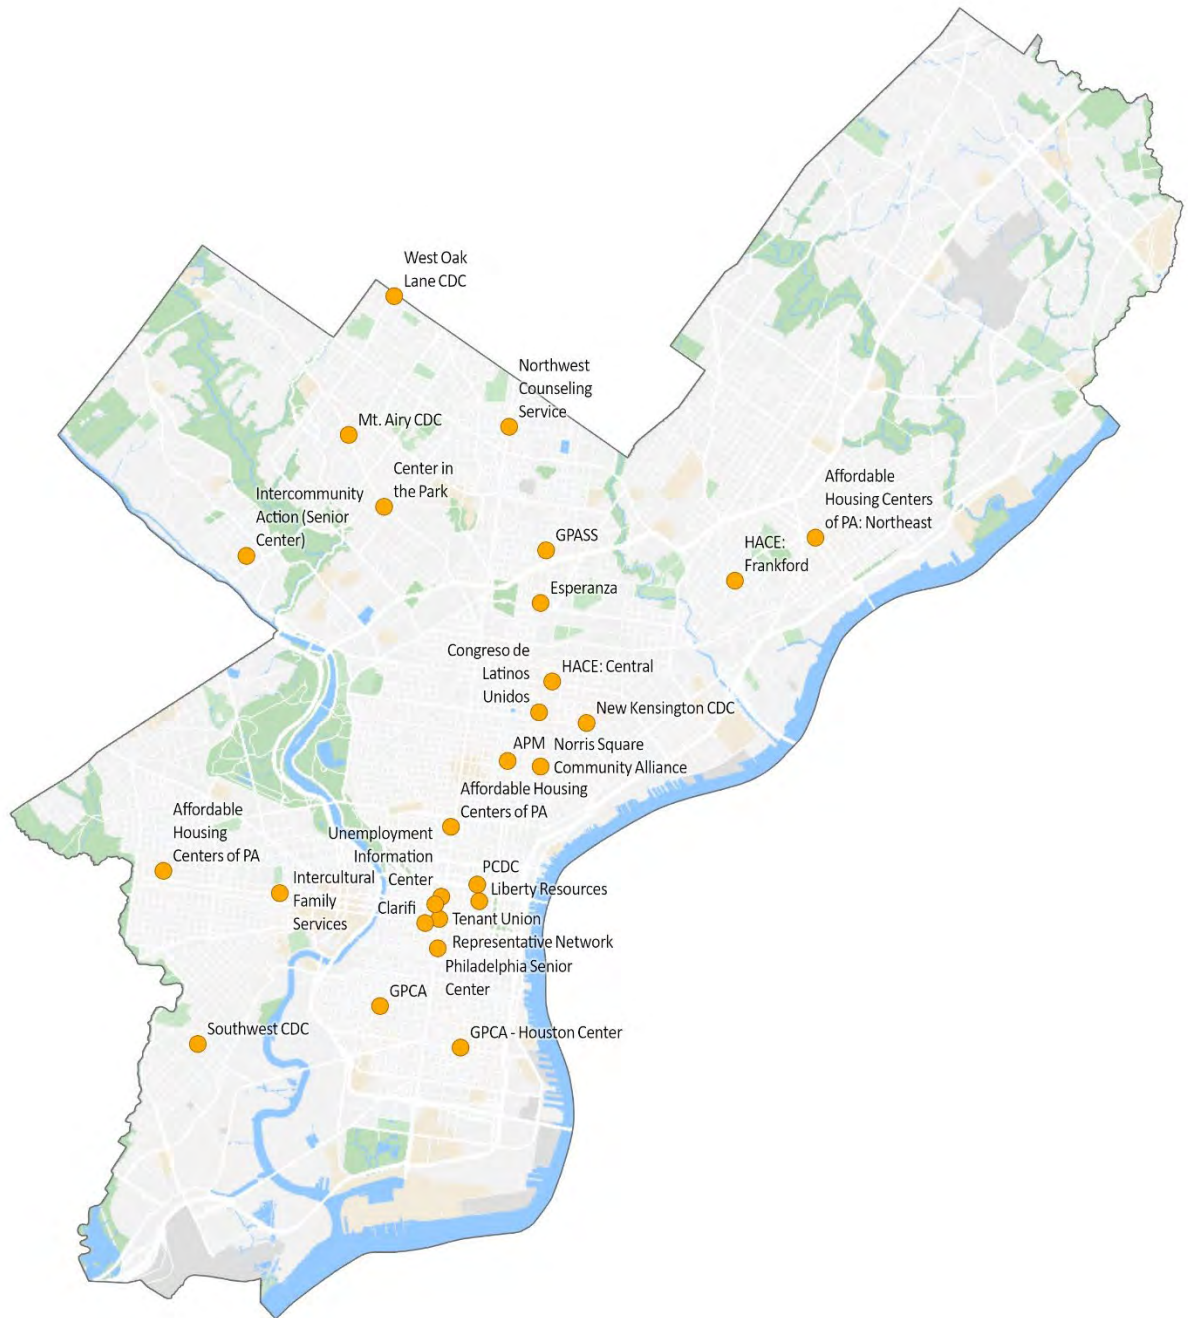 West Oak
Lane CDC
Northwest
Counseling
Service
Mt. Airy CDC
Center in
the Park
Intercommunity
Action (Senior
Center)
Affordable
Housing Centers
of PA: Northeast
GPASS
HACE:
Frankford
Esperanza
Congreso de
Latinos
Unidos
HACE: Central
New Kensington CDC
APM
Norris Square
Community Alliance
Affordable Housing
Centers of PA
Affordable
Housing
Centers of PA
Unemployment
Information
Center
PCDC
Liberty Resources
Intercultural
Family
Services
Clarifi
Tenant Union
Representative Network
Philadelphia Senior
Center
GPCA
Southwest CDC
GPCA - Houston Center